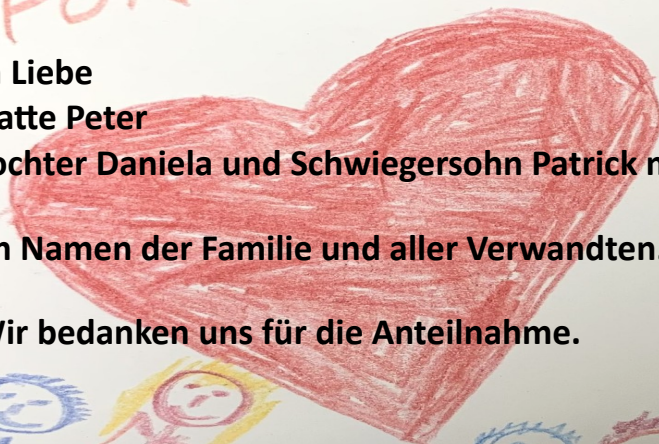 Liebe
atte Peter
ochter Daniela und Schwiegersohn Patrick
Namen der Familie und aller Verwandten.
Wir bedanken uns für die Anteilnahme.